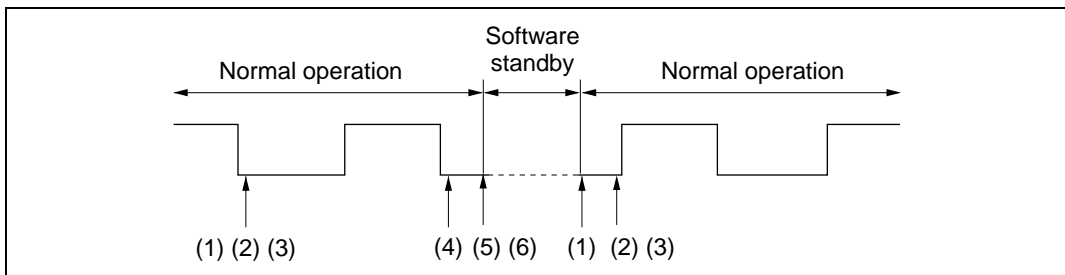 Software
standby
Normal operation
Normal operation
(1) (2) (3)
(4)
(5) (6)
(1)
(2) (3)